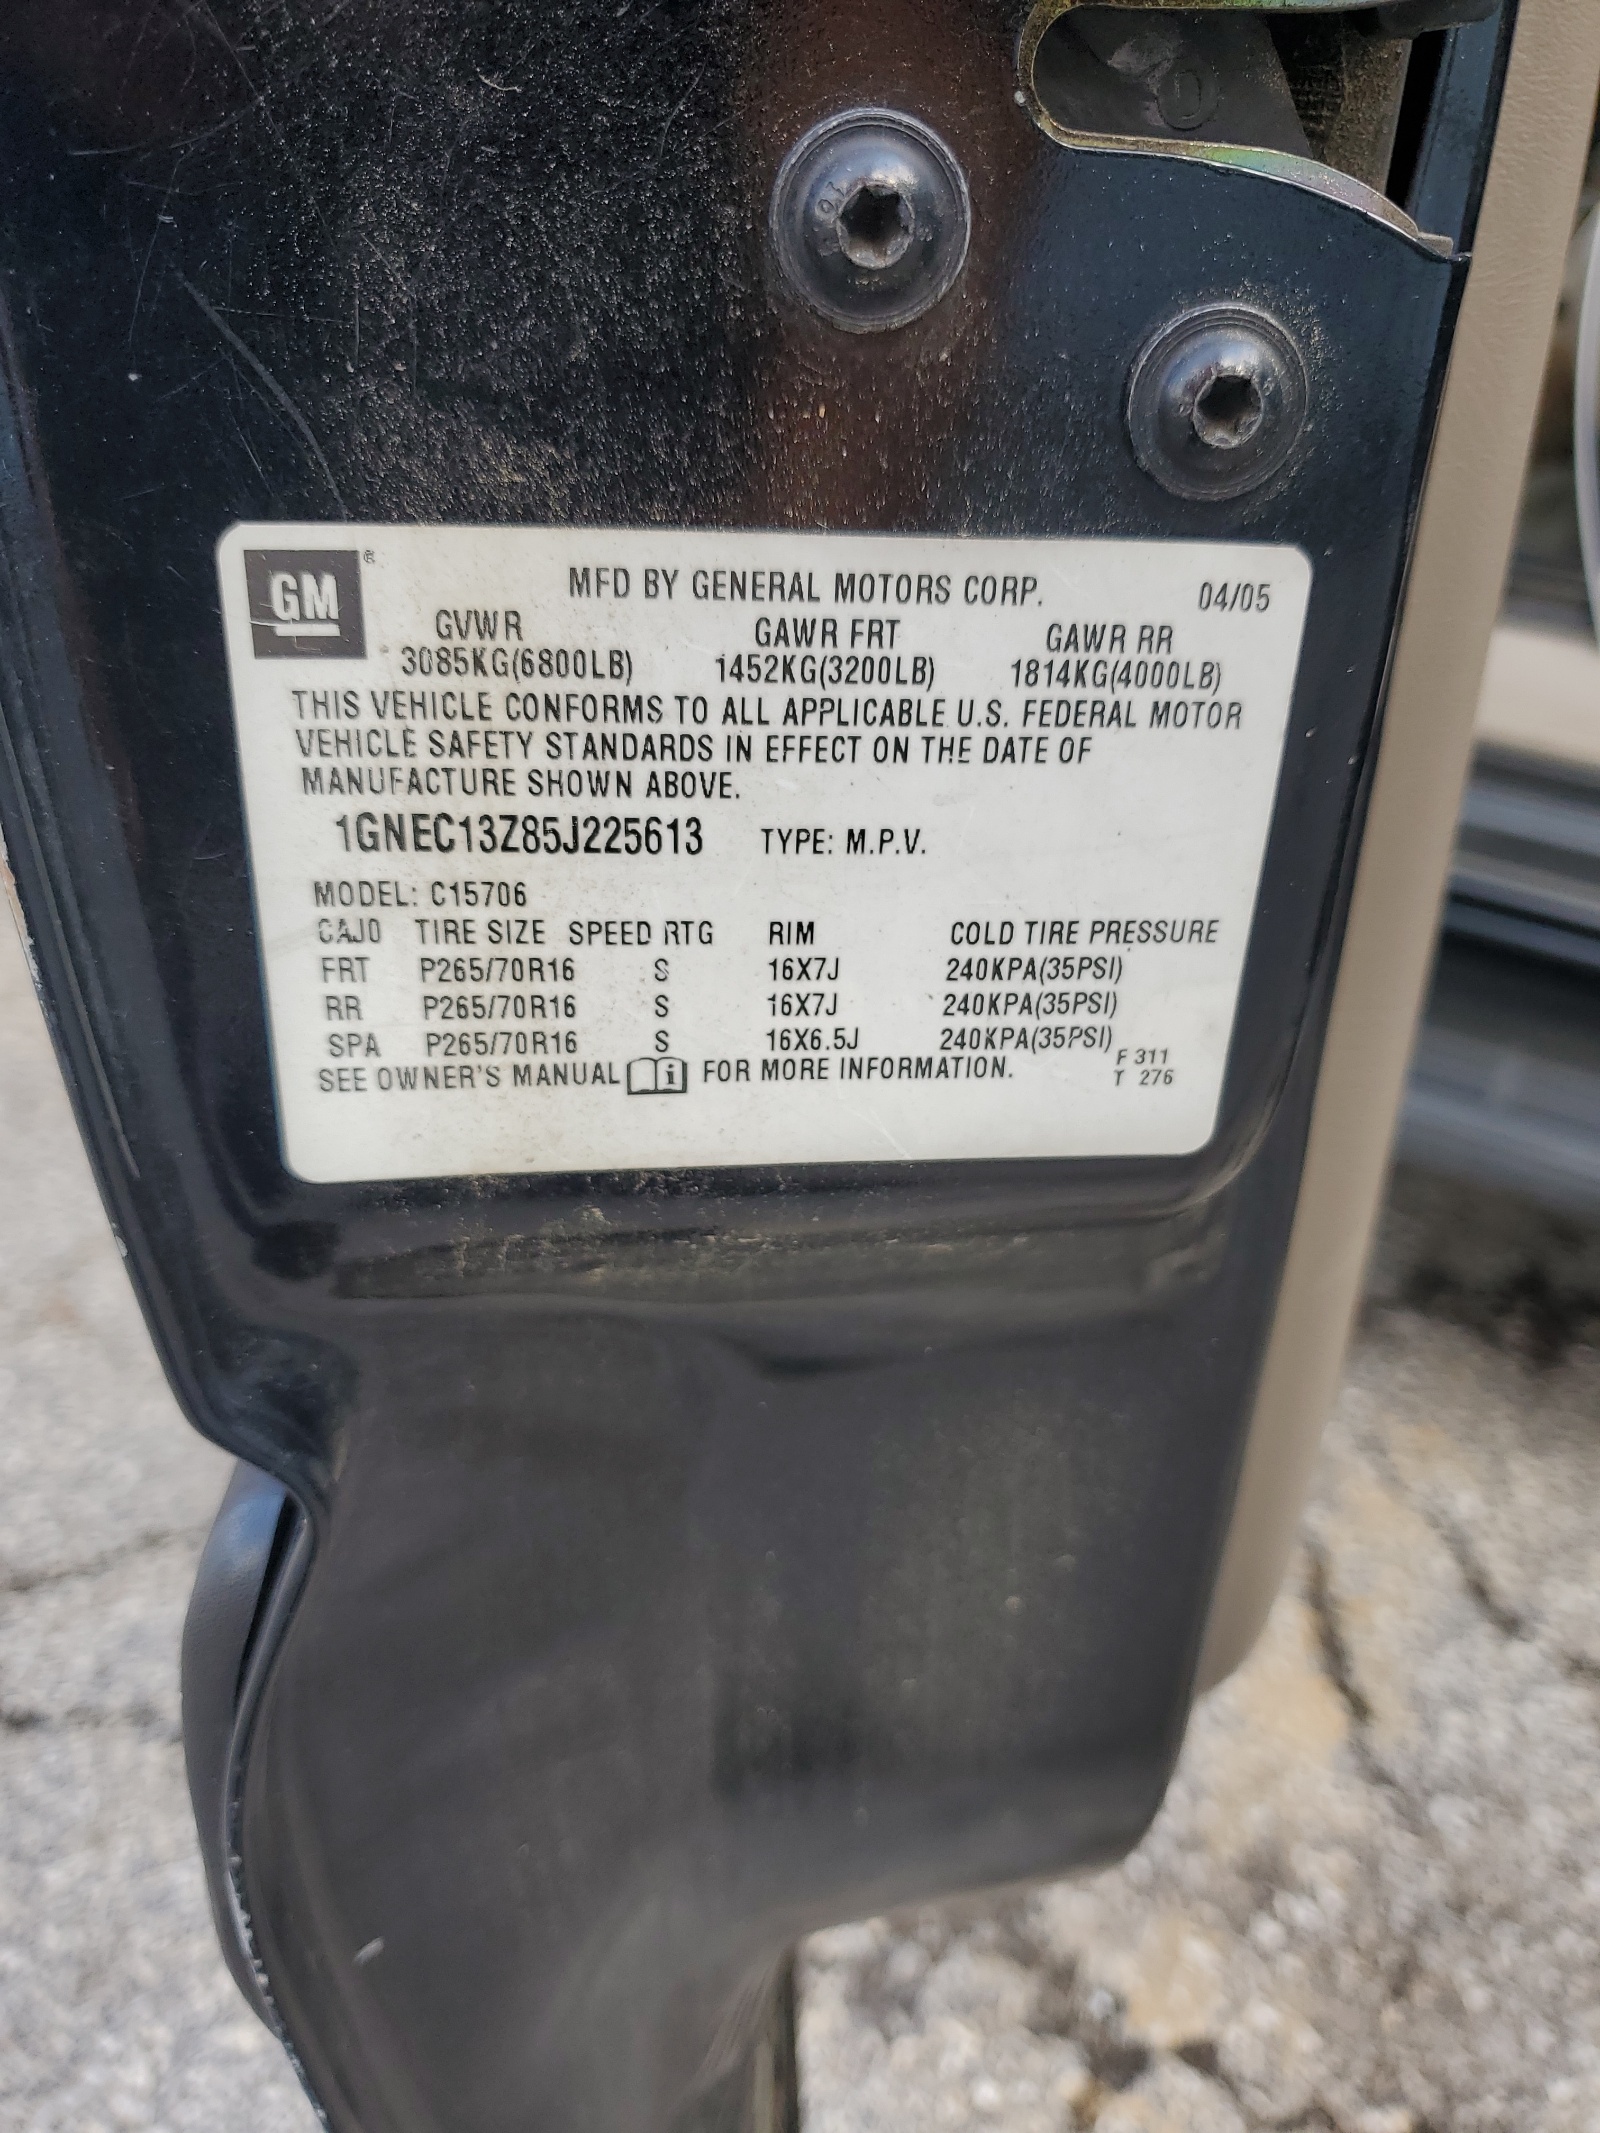 GM®
MFD BY GENERAL MOTORS CORP. 04/05
GVWR GAWR FRT GAWR RR
3085KG(6800LB) 1452KG(3200LB) 1814KG(4000LB)
THIS VEHICLE CONFORMS TO ALL APPLICABLE U.S. FEDERAL MOTOR
VEHICLE SAFETY STANDARDS IN EFFECT ON THE DATE OF
MANUFACTURE SHOWN ABOVE.
1GNEC13Z85J225613 TYPE: M.P.V.
MODEL: C15706
CAJO TIRE SIZE SPEED RTG RIM COLD TIRE PRESSURE
FRT P265/70R16 S 16X7J 240KPA(35PSI)
RR P265/70R16 S 16X7J 240KPA(35PSI)
SPA P265/70R16 S 16X6.5J 240KPA(35PSI)
SEE OWNER'S MANUAL i FOR MORE INFORMATION.
F 311
T 276